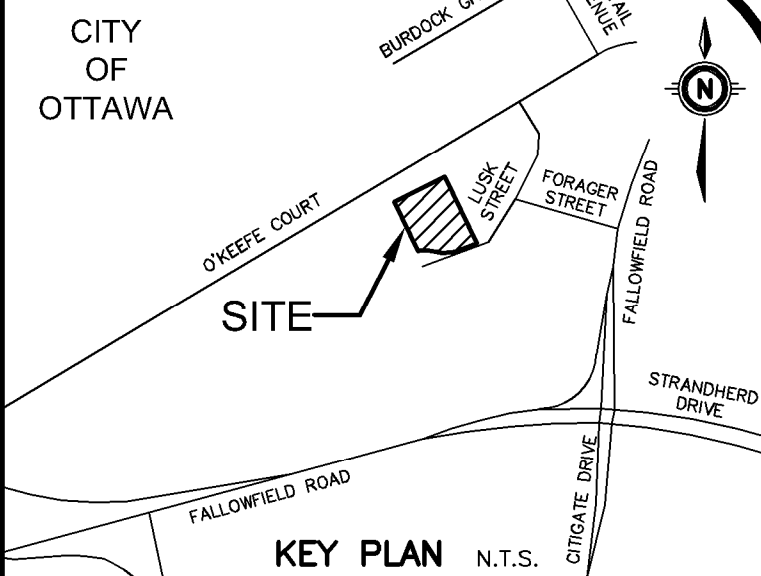 CITY
OF
OTTAWA
BURDOCK
N
LUSK
STREET
FORAGER
STREET
FALLOWFIELD ROAD
O'KEEFE COURT
SITE
STRANDHERD
DRIVE
CITIGATE DRIVE
FALLOWFIELD ROAD
KEY PLAN N.T.S.